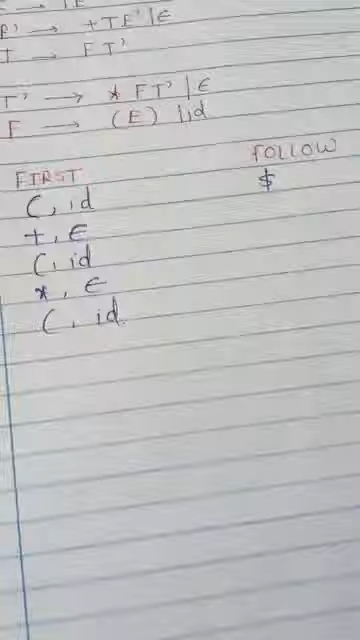 E' → +TE' | ε
T → FT'
T' → * FT' | ε
F → (E) | id
FIRST FOLLOW
(, id $
+, ε
(, id
*, ε
(, id